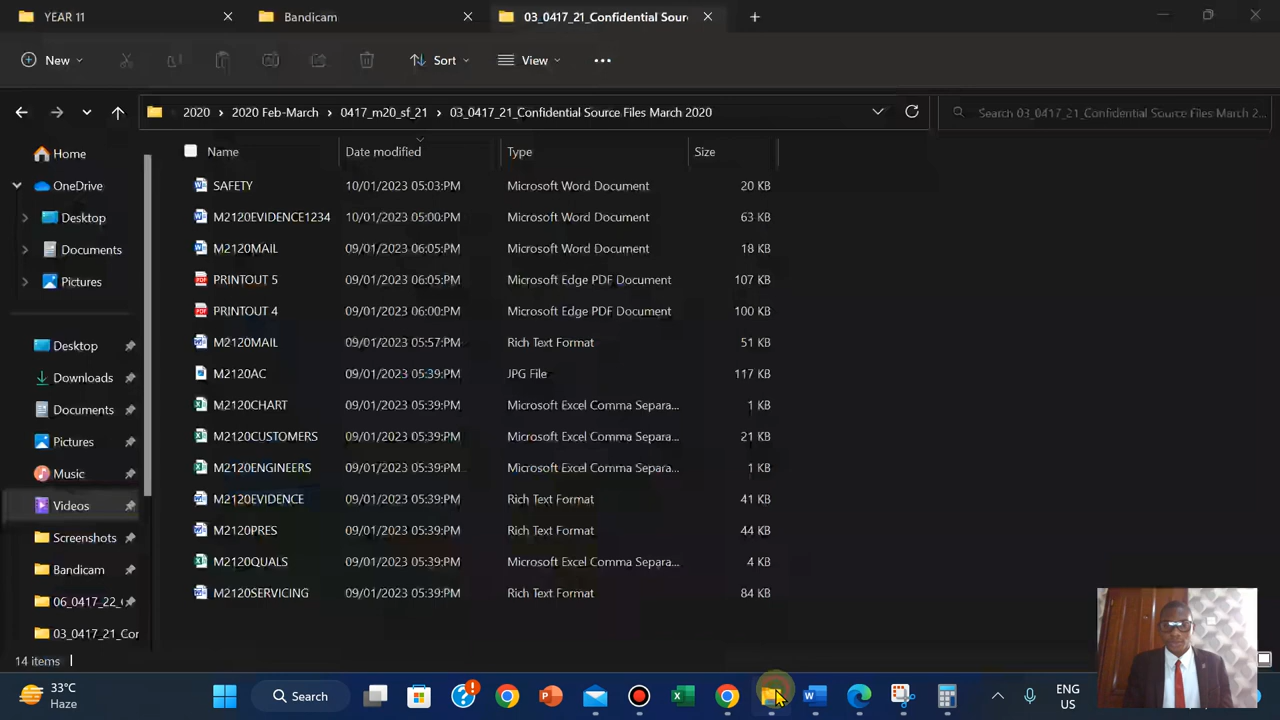 YEAR 11
Bandicam
03_0417_21_Confidential Sour
New
Sort
View
2020 > 2020 Feb-March > 0417_m20_sf_21 > 03_0417_21_Confidential Source Files March 2020
Search 03_0417_21_Confidential Source Files March 2...
Name Date modified Type Size
Home
OneDrive
Desktop
Documents
Pictures
Desktop
Downloads
Documents
Pictures
Music
Videos
Screenshots
Bandicam
06_0417_22_
03_0417_21_Cor
SAFETY 10/01/2023 05:03:PM Microsoft Word Document 20 KB
M2120EVIDENCE1234 10/01/2023 05:00:PM Microsoft Word Document 63 KB
M2120MAIL 09/01/2023 06:05:PM Microsoft Word Document 18 KB
PRINTOUT 5 09/01/2023 06:05:PM Microsoft Edge PDF Document 107 KB
PRINTOUT 4 09/01/2023 06:00:PM Microsoft Edge PDF Document 100 KB
M2120MAIL 09/01/2023 05:57:PM Rich Text Format 51 KB
M2120AC 09/01/2023 05:39:PM JPG File 117 KB
M2120CHART 09/01/2023 05:39:PM Microsoft Excel Comma Separa... 1 KB
M2120CUSTOMERS 09/01/2023 05:39:PM Microsoft Excel Comma Separa... 21 KB
M2120ENGINEERS 09/01/2023 05:39:PM Microsoft Excel Comma Separa... 1 KB
M2120EVIDENCE 09/01/2023 05:39:PM Rich Text Format 41 KB
M2120PRES 09/01/2023 05:39:PM Rich Text Format 44 KB
M2120QUALS 09/01/2023 05:39:PM Microsoft Excel Comma Separa... 4 KB
M2120SERVICING 09/01/2023 05:39:PM Rich Text Format 84 KB
14 items
33°C
Haze
Search
ENG
US